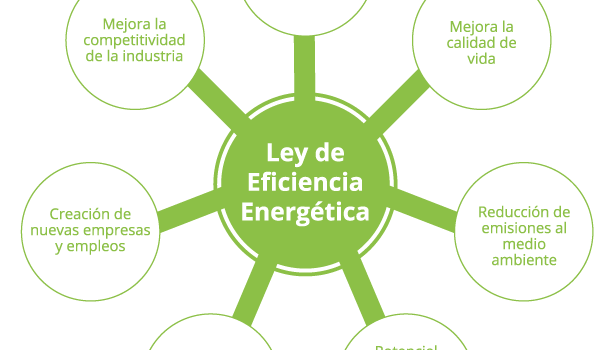 Mejora la
competitividad
de la industria
Mejora la
calidad de
vida
Ley de
Eficiencia
Energética
Creación de
nuevas empresas
y empleos
Reducción de
emisiones al
medio
ambiente
Potencial